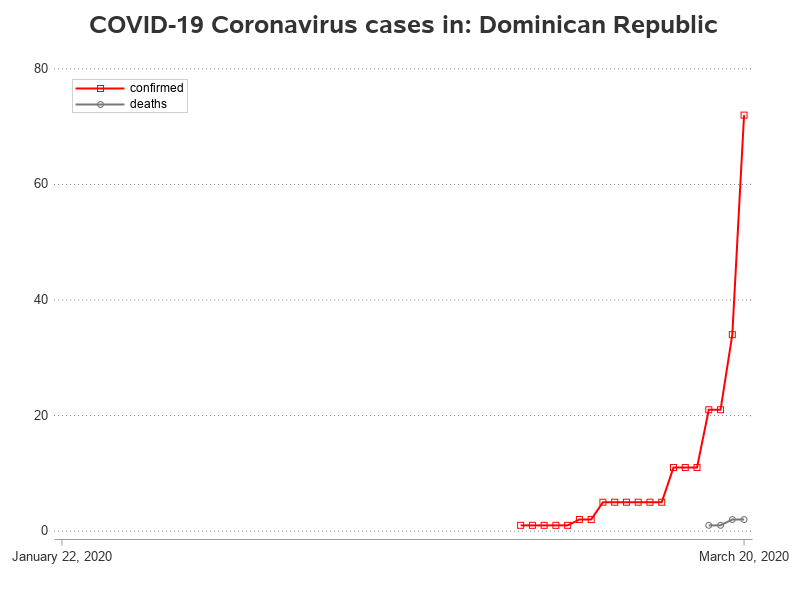 COVID-19 Coronavirus cases in: Dominican Republic
80
confirmed
deaths
60
40
20
0
January 22, 2020
March 20, 2020